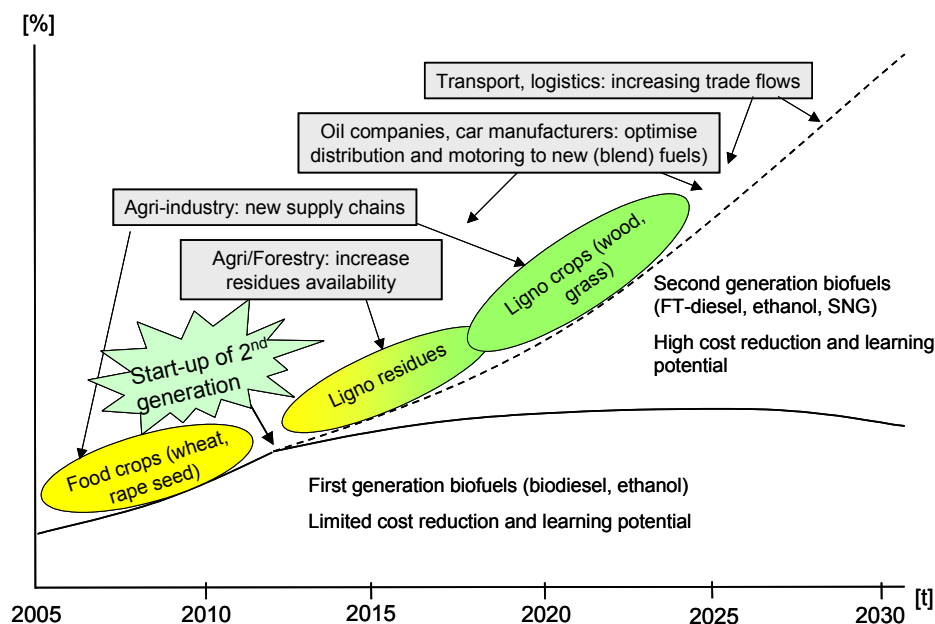 [%]
Transport, logistics: increasing trade flows
Oil companies, car manufacturers: optimise
distribution and motoring to new (blend) fuels)
Agri-industry: new supply chains
Agri/Forestry: increase
residues availability
Ligno crops (wood,
grass)
Second generation biofuels
(FT-diesel, ethanol, SNG)
High cost reduction and learning
potential
Start-up of 2nd
generation
Ligno residues
Food crops (wheat,
rape seed)
First generation biofuels (biodiesel, ethanol)
Limited cost reduction and learning potential
2005 2010 2015 2020 2025 2030 [t]